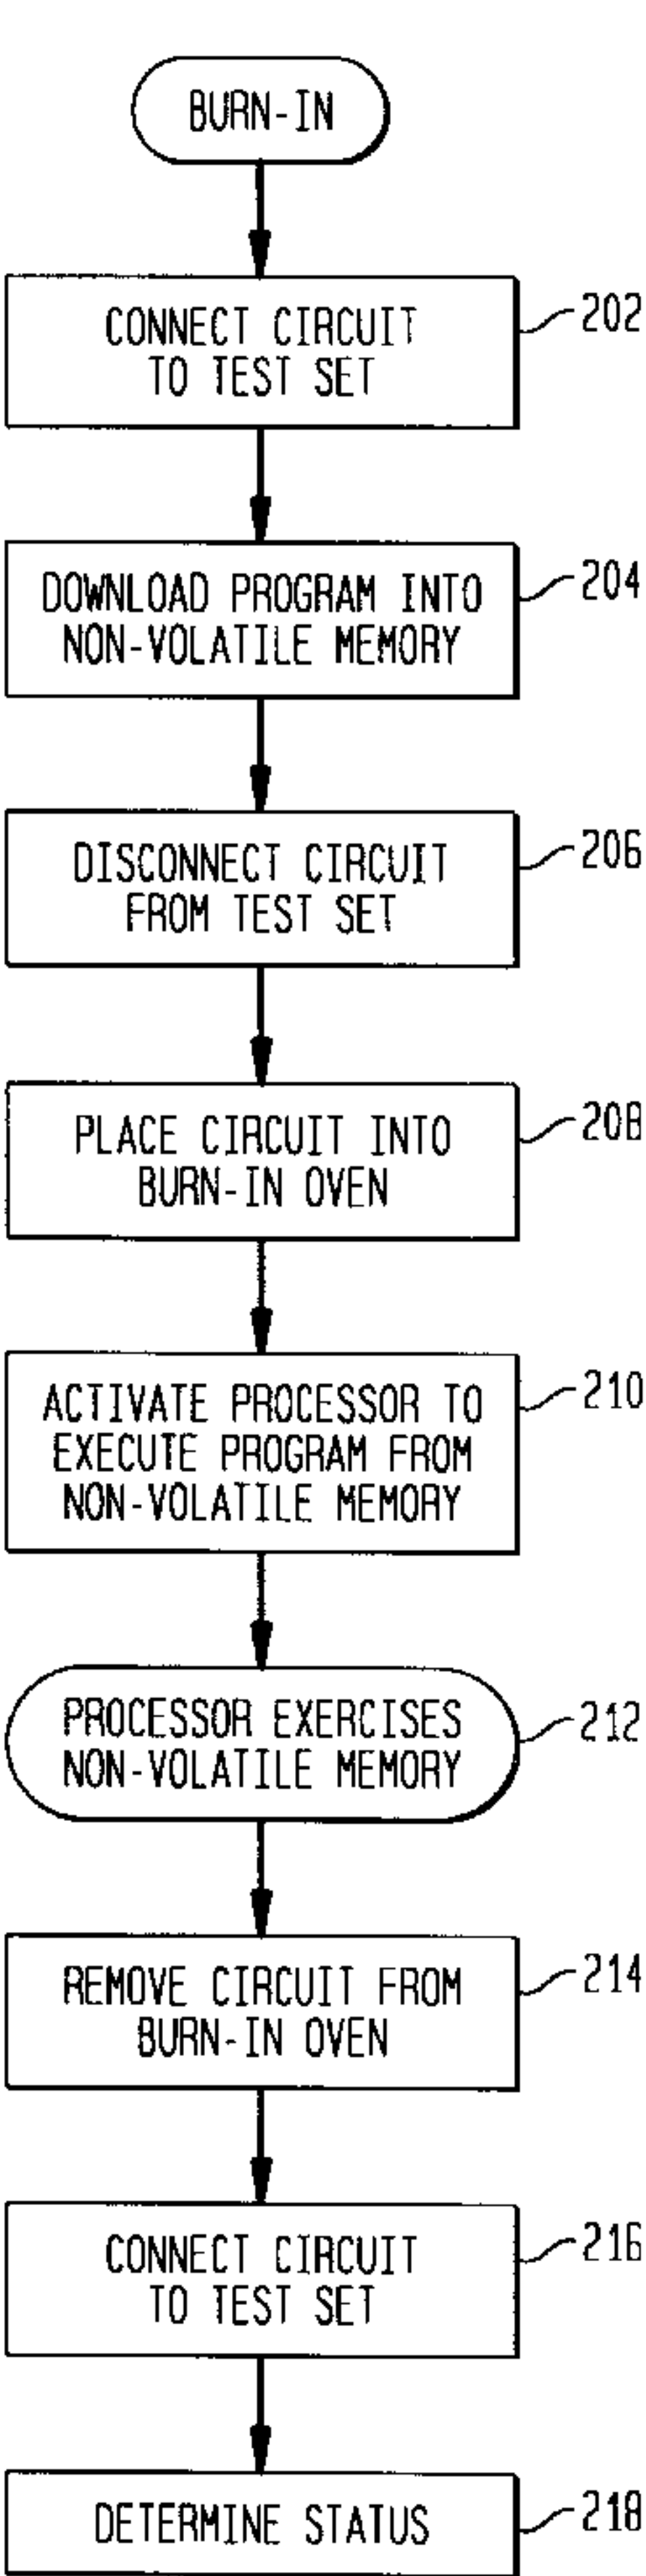 BURN-IN
CONNECT CIRCUIT
TO TEST SET
202
DOWNLOAD PROGRAM INTO
NON-VOLATILE MEMORY
204
DISCONNECT CIRCUIT
FROM TEST SET
206
PLACE CIRCUIT INTO
BURN-IN OVEN
208
ACTIVATE PROCESSOR TO
EXECUTE PROGRAM FROM
NON-VOLATILE MEMORY
210
PROCESSOR EXERCISES
NON-VOLATILE MEMORY
212
REMOVE CIRCUIT FROM
BURN-IN OVEN
214
CONNECT CIRCUIT
TO TEST SET
216
DETERMINE STATUS
218